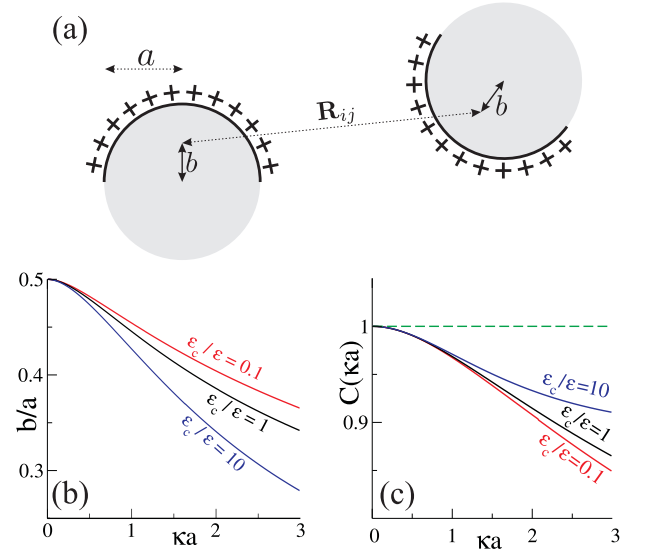 (a)
a
b
R_ij
b
+ + + + + + + + + + +
+ + + + + + + + + + +
0.5
0.4
0.3
b/a
ε_c/ε=0.1
ε_c/ε=1
ε_c/ε=10
(b)
0 1 2 3
κa
1
0.9
C(κa)
ε_c/ε=10
ε_c/ε=1
ε_c/ε=0.1
(c)
0 1 2 3
κa